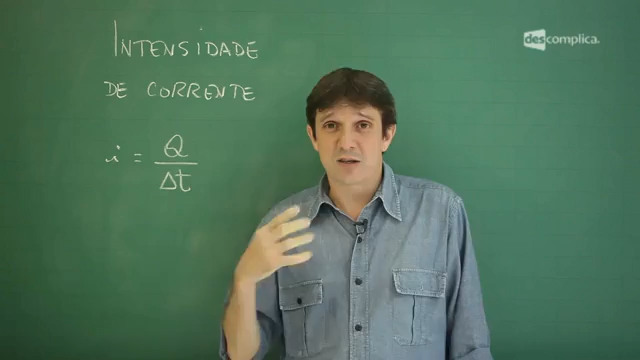 descomplica.
INTENSIDADE
DE CORRENTE
i = Q
Δt